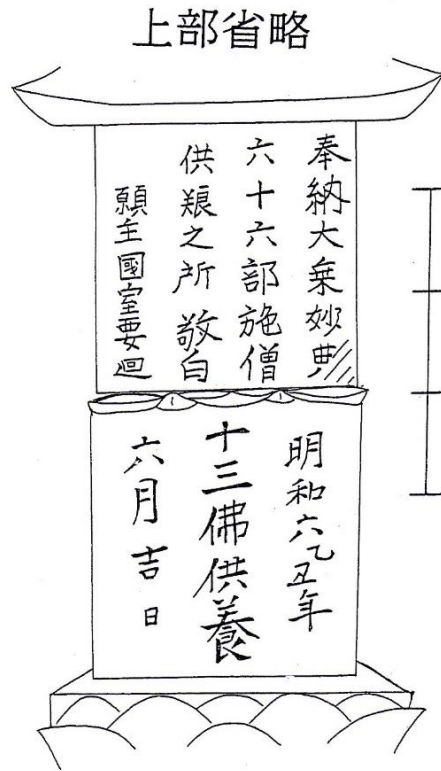 上部省略
奉納大乗妙典
六十六部施僧
供粮之所 敬白
願主國室要廻
明和六乙丑年
十三佛供養
六月吉日